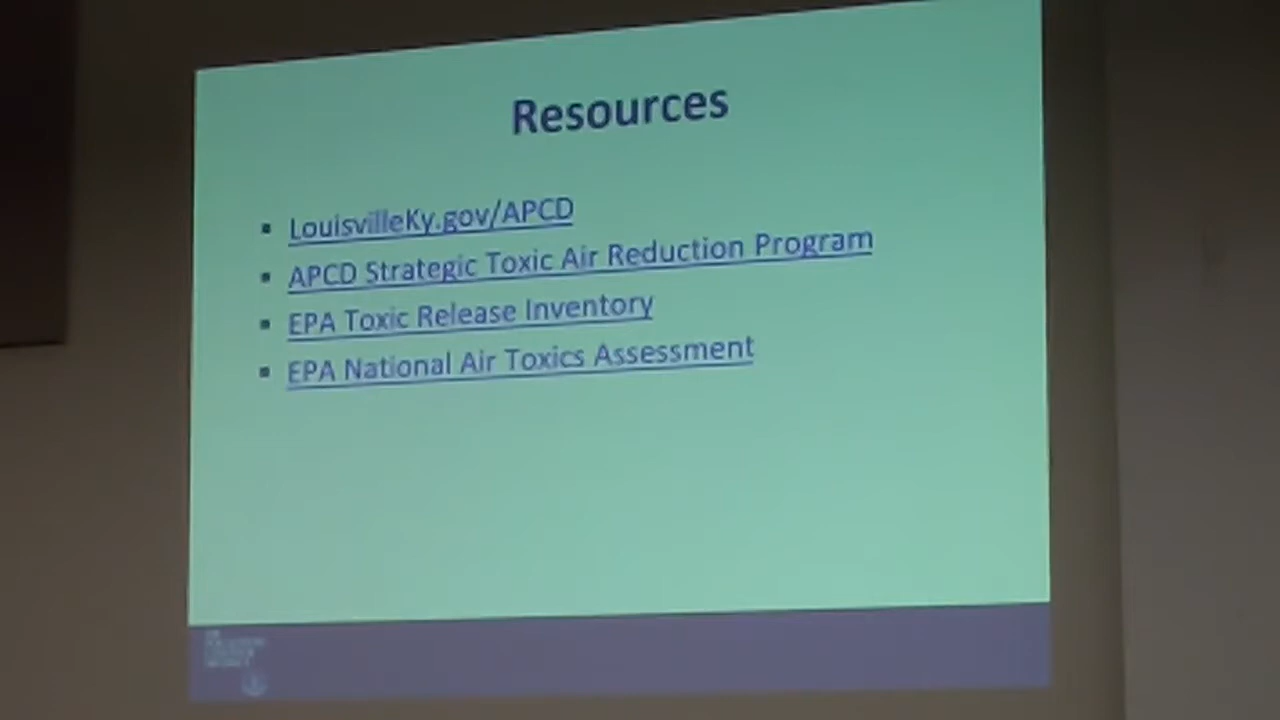 Resources
LouisvilleKy.gov/APCD
APCD Strategic Toxic Air Reduction Program
EPA Toxic Release Inventory
EPA National Air Toxics Assessment